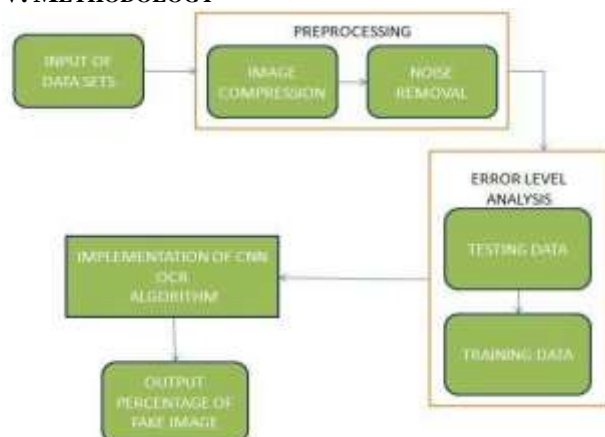 V. METHODOLOGY
PREPROCESSING
INPUT OF
DATA SETS
IMAGE
COMPRESSION
NOISE
REMOVAL
ERROR LEVEL
ANALYSIS
TESTING DATA
TRAINING DATA
IMPLEMENTATION OF CNN
OCR
ALGORITHM
OUTPUT
PERCENTAGE OF
FAKE IMAGE